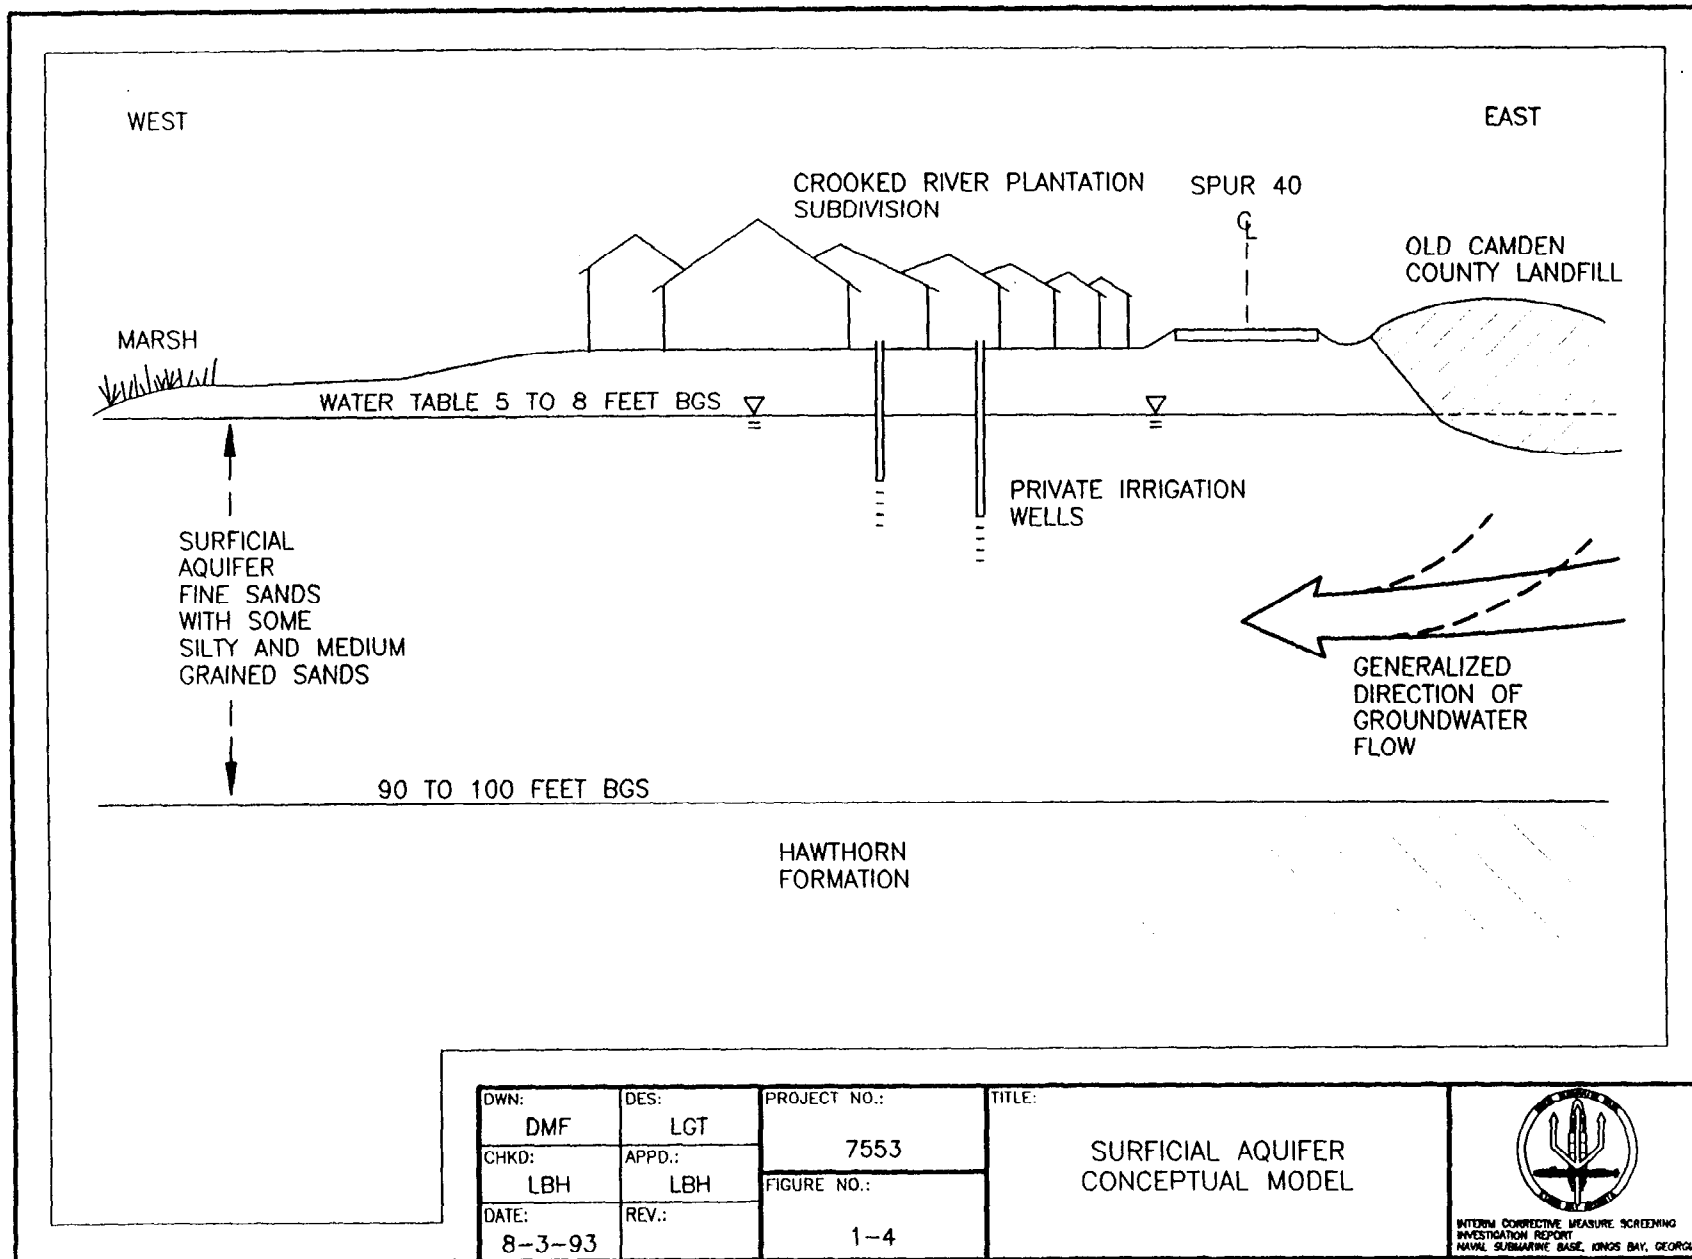 WEST
EAST
CROOKED RIVER PLANTATION
SUBDIVISION
SPUR 40
OLD CAMDEN
COUNTY LANDFILL
MARSH
WATER TABLE 5 TO 8 FEET BGS
PRIVATE IRRIGATION
WELLS
SURFICIAL
AQUIFER
FINE SANDS
WITH SOME
SILTY AND MEDIUM
GRAINED SANDS
GENERALIZED
DIRECTION OF
GROUNDWATER
FLOW
90 TO 100 FEET BGS
HAWTHORN
FORMATION
DWN:
DMF
DES:
LGT
CHKD:
LBH
APPD.:
LBH
DATE:
8-3-93
REV.:
PROJECT NO.:
7553
FIGURE NO.:
1-4
TITLE:
SURFICIAL AQUIFER
CONCEPTUAL MODEL
INTERIM CORRECTIVE MEASURE SCREENING
INVESTIGATION REPORT
NAVAL SUBMARINE BASE, KINGS BAY, GEORGIA